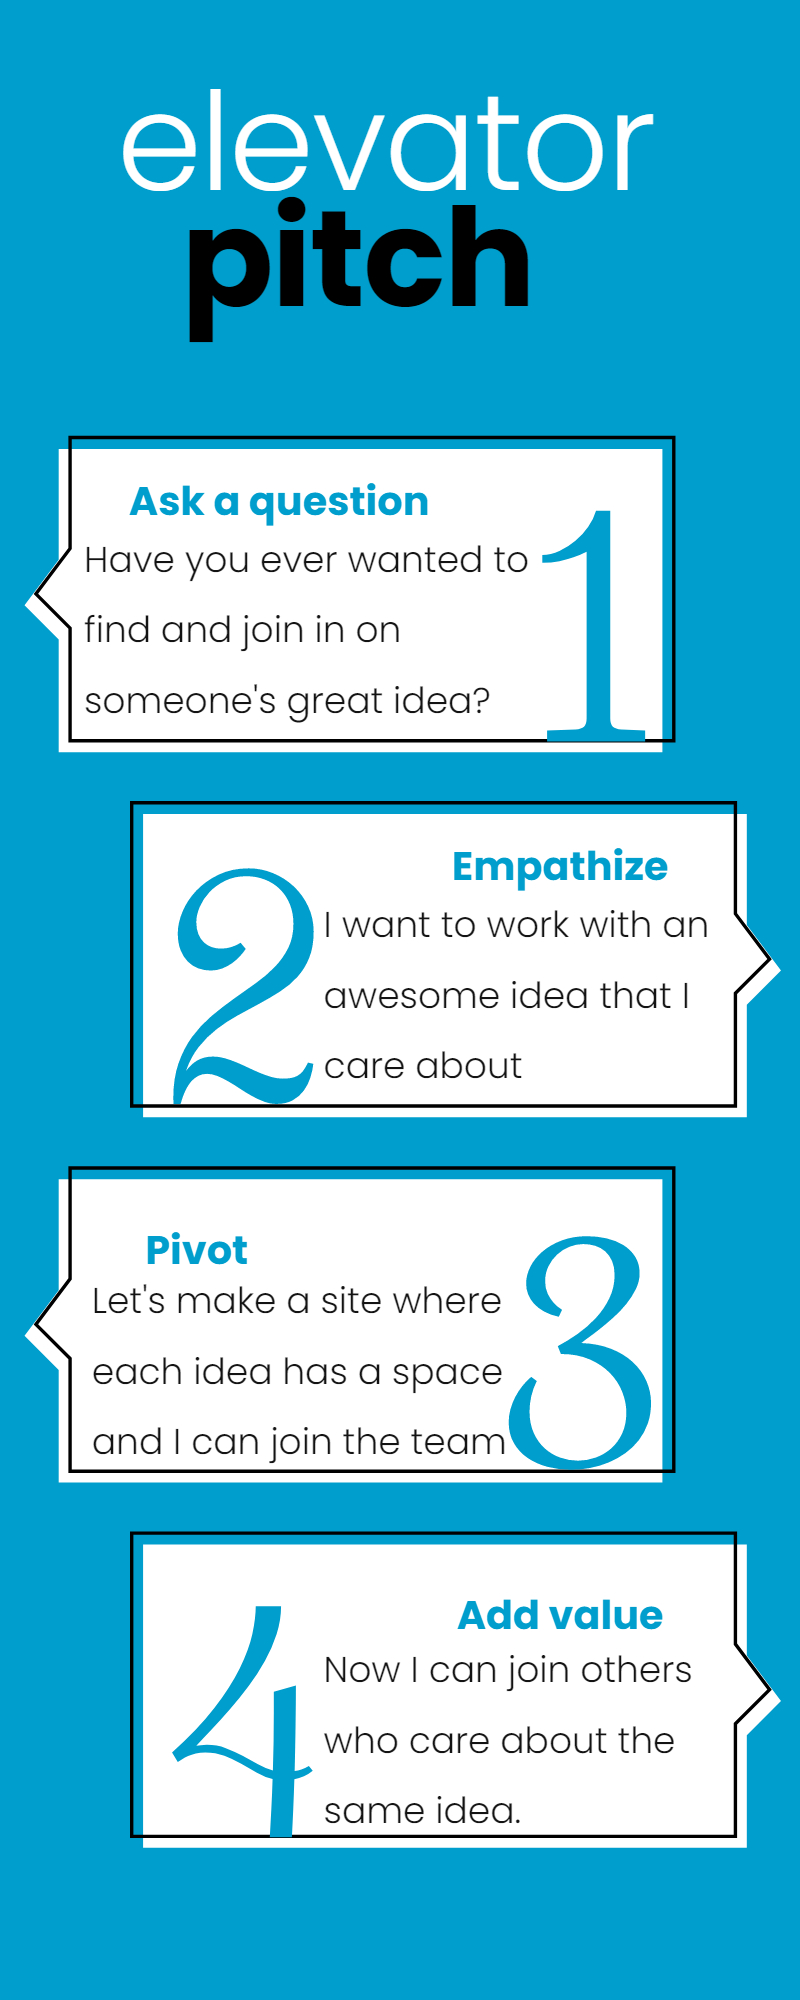 elevator
pitch
Ask a question
Have you ever wanted to
find and join in on
someone's great idea?
1
Empathize
I want to work with an
awesome idea that I
care about
2
Pivot
Let's make a site where
each idea has a space
and I can join the team
3
Add value
Now I can join others
who care about the
same idea.
4